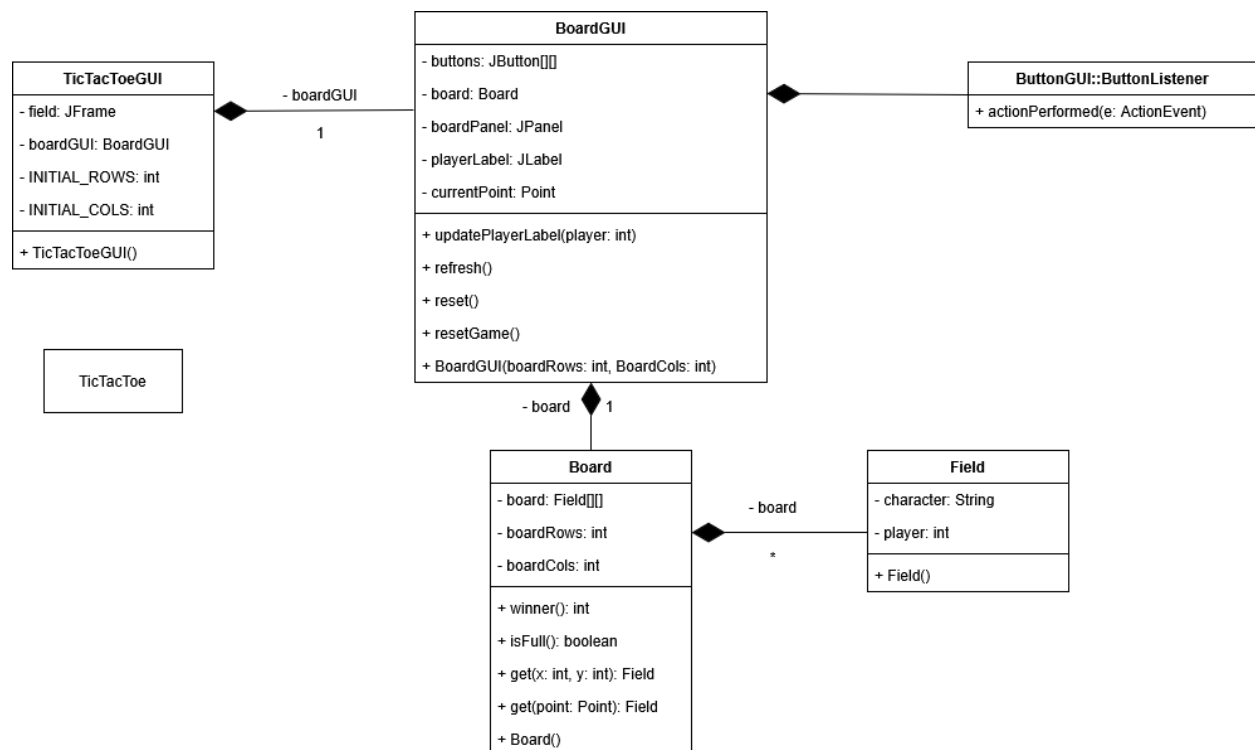 TicTacToeGUI
- field: JFrame
- boardGUI: BoardGUI
- INITIAL_ROWS: int
- INITIAL_COLS: int
+ TicTacToeGUI()
- boardGUI
1
BoardGUI
- buttons: JButton[][]
- board: Board
- boardPanel: JPanel
- playerLabel: JLabel
- currentPoint: Point
+ updatePlayerLabel(player: int)
+ refresh()
+ reset()
+ resetGame()
+ BoardGUI(boardRows: int, BoardCols: int)
ButtonGUI::ButtonListener
+ actionPerformed(e: ActionEvent)
TicTacToe
- board
1
Board
- board: Field[][]
- boardRows: int
- boardCols: int
+ winner(): int
+ isFull(): boolean
+ get(x: int, y: int): Field
+ get(point: Point): Field
+ Board()
- board
*
Field
- character: String
- player: int
+ Field()